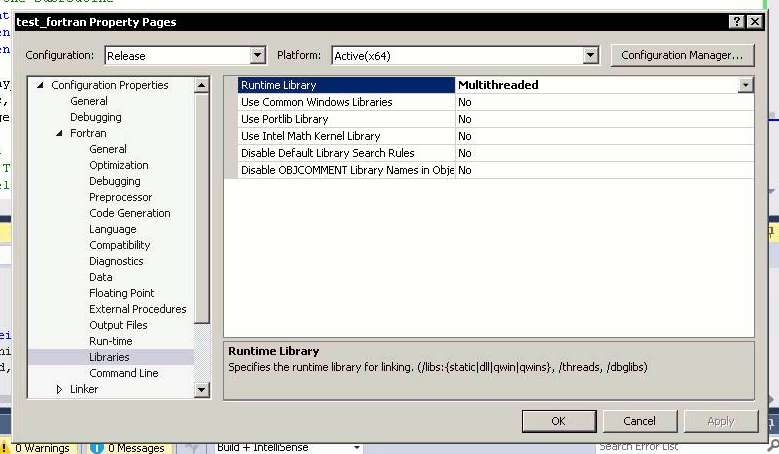 test_fortran Property Pages
Configuration: Release Platform: Active(x64) Configuration Manager...
Configuration Properties
General
Debugging
Fortran
General
Optimization
Debugging
Preprocessor
Code Generation
Language
Compatibility
Diagnostics
Data
Floating Point
External Procedures
Output Files
Run-time
Libraries
Command Line
Linker
Runtime Library Multithreaded
Use Common Windows Libraries No
Use Portlib Library No
Use Intel Math Kernel Library No
Disable Default Library Search Rules No
Disable OBJCOMMENT Library Names in Obje No
Runtime Library
Specifies the runtime library for linking. (/libs:{static|dll|qwin|qwins}, /threads, /dbglibs)
OK Cancel Apply
0 Warnings 0 Messages Build + IntelliSense Search Error List